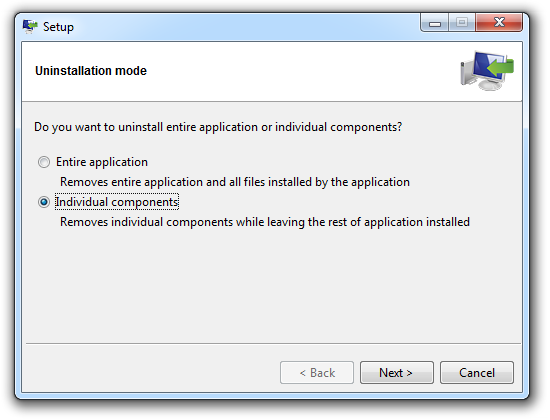 Setup
Uninstallation mode
Do you want to uninstall entire application or individual components?
Entire application
Removes entire application and all files installed by the application
Individual components
Removes individual components while leaving the rest of application installed
< Back
Next >
Cancel